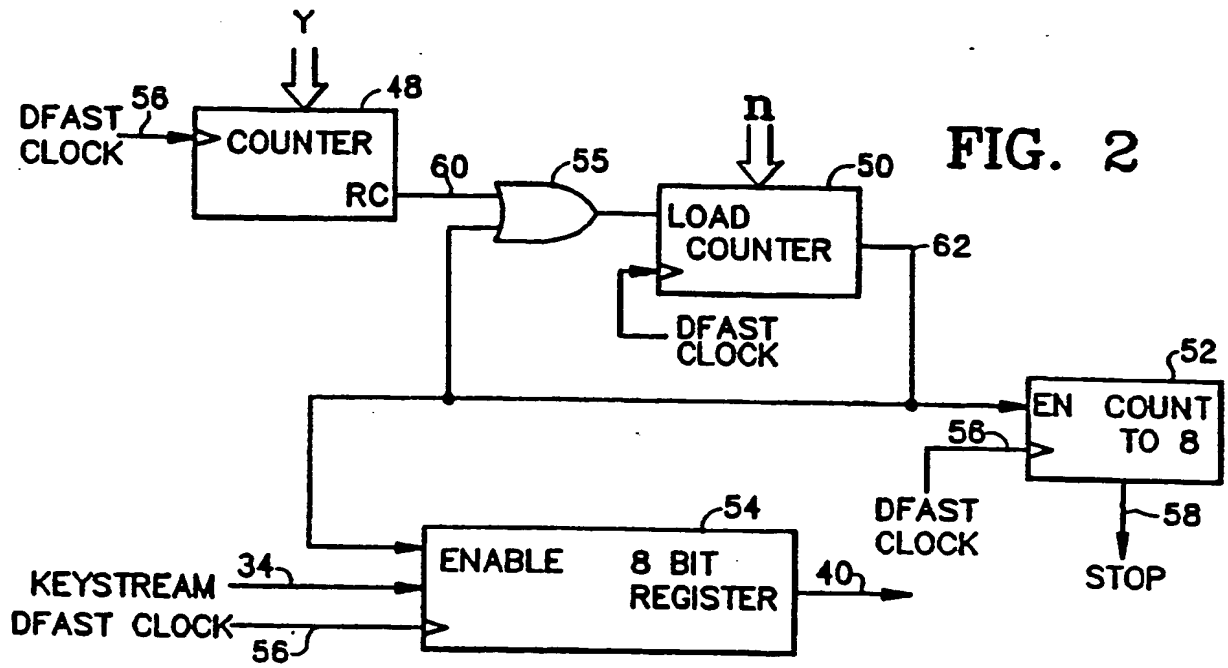 Y
48
56
DFAST
CLOCK
COUNTER
RC
60
55
n
50
LOAD
COUNTER
62
FIG. 2
DFAST
CLOCK
52
EN COUNT
TO 8
56
DFAST
CLOCK
58
STOP
54
ENABLE 8 BIT
REGISTER
KEYSTREAM 34
DFAST CLOCK
56
40